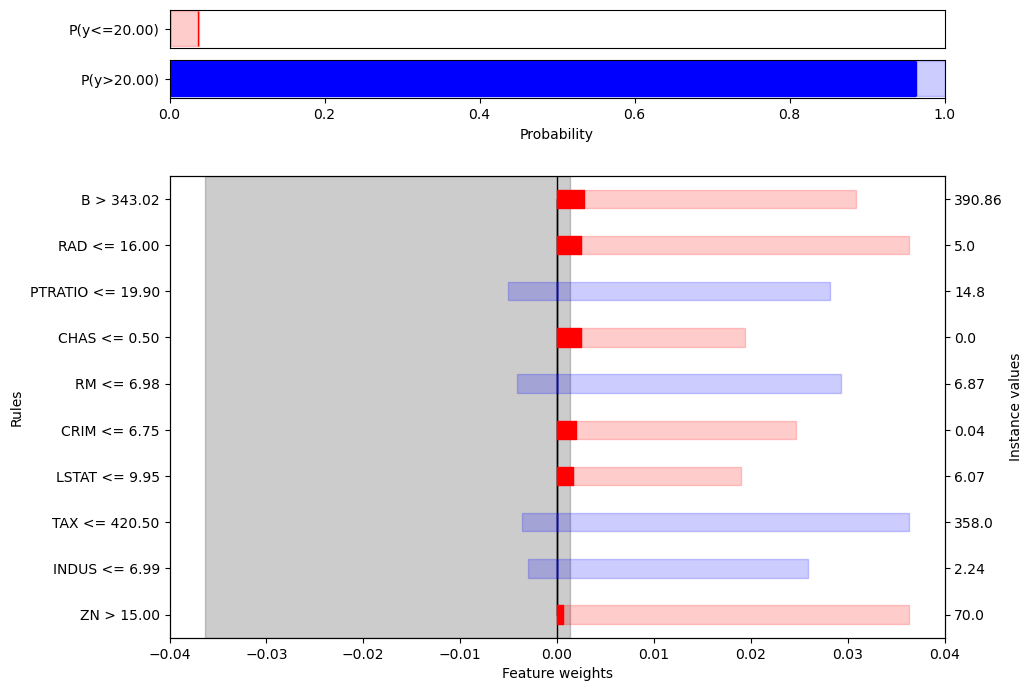 P(y<=20.00)
P(y>20.00)
0.0 0.2 0.4 0.6 0.8 1.0
Probability
B > 343.02 390.86
RAD <= 16.00 5.0
PTRATIO <= 19.90 14.8
CHAS <= 0.50 0.0
RM <= 6.98 6.87
CRIM <= 6.75 0.04
LSTAT <= 9.95 6.07
TAX <= 420.50 358.0
INDUS <= 6.99 2.24
ZN > 15.00 70.0
Rules
Instance values
−0.04 −0.03 −0.02 −0.01 0.00 0.01 0.02 0.03 0.04
Feature weights